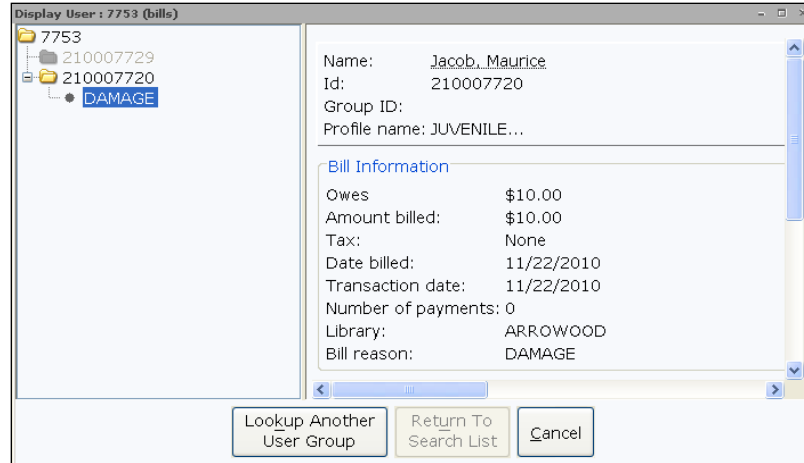 Display User : 7753 (bills)
7753
210007729
210007720
DAMAGE
Name: Jacob, Maurice
Id: 210007720
Group ID:
Profile name: JUVENILE...
Bill Information
Owes $10.00
Amount billed: $10.00
Tax: None
Date billed: 11/22/2010
Transaction date: 11/22/2010
Number of payments: 0
Library: ARROWOOD
Bill reason: DAMAGE
Lookup Another
User Group
Return To
Search List
Cancel